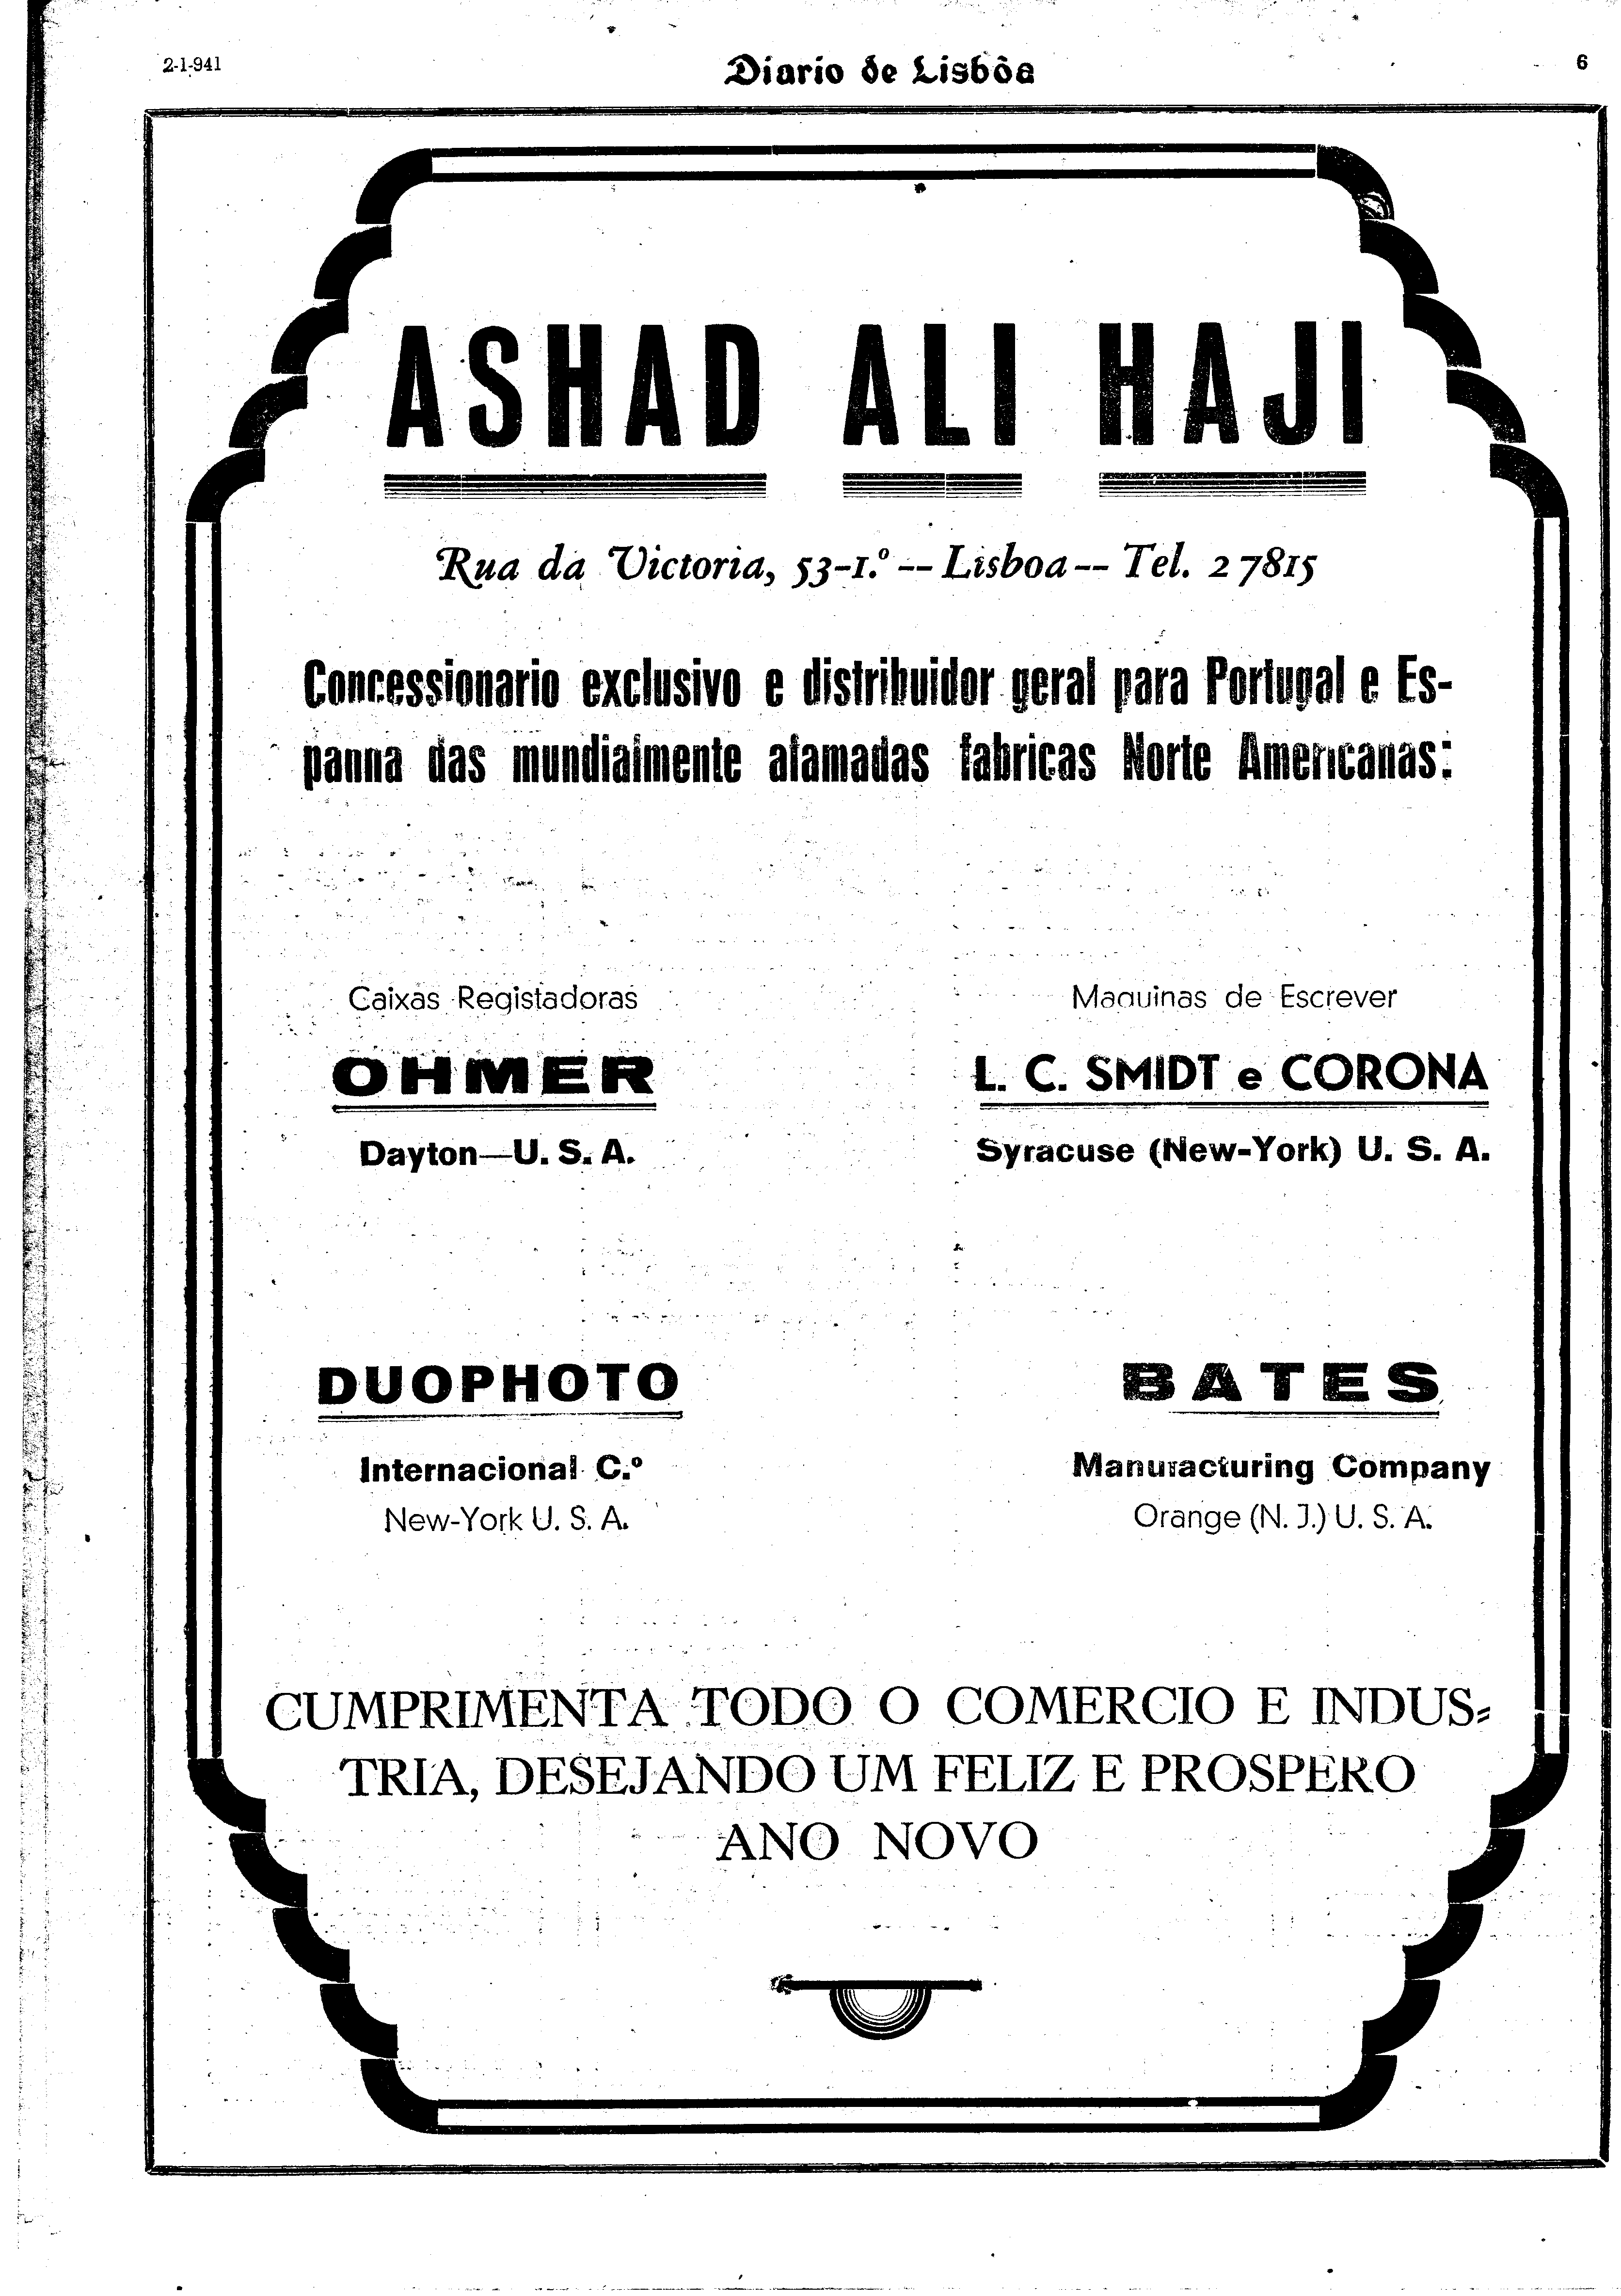 2-1-941
Diario de Lisbôa
6
ASHAD ALI HAJI
Rua da Victoria, 53-1.º -- Lisboa -- Tel. 2 7815
Concessionario exclusivo e distribuidor geral para Portugal e Es-
panha das mundialmente afamadas fabricas Norte Americanas:
Caixas Registadoras
OHMER
Dayton—U. S. A.
Maquinas de Escrever
L. C. SMIDT e CORONA
Syracuse (New-York) U. S. A.
DUOPHOTO
Internacional C.º
New-York U. S. A.
BATES
Manufacturing Company
Orange (N. J.) U. S. A.
CUMPRIMENTA TODO O COMERCIO E INDUS-
TRIA, DESEJANDO UM FELIZ E PROSPERO
ANO NOVO